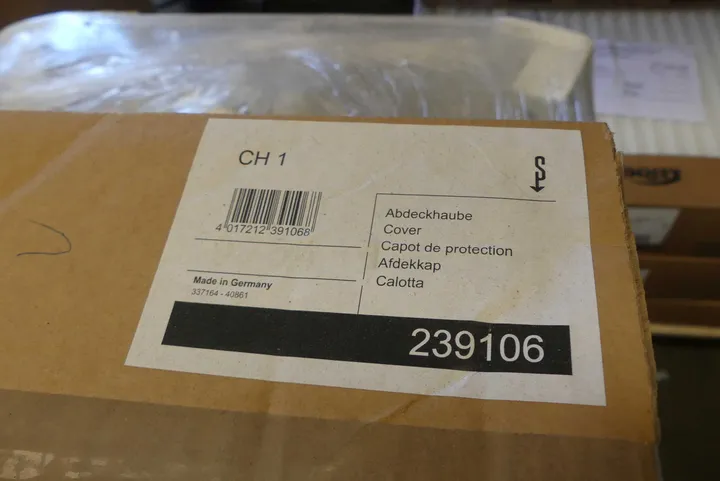 CH 1
4 017212 391068
Abdeckhaube
Cover
Capot de protection
Afdekkap
Calotta
Made in Germany
337164 - 40861
239106